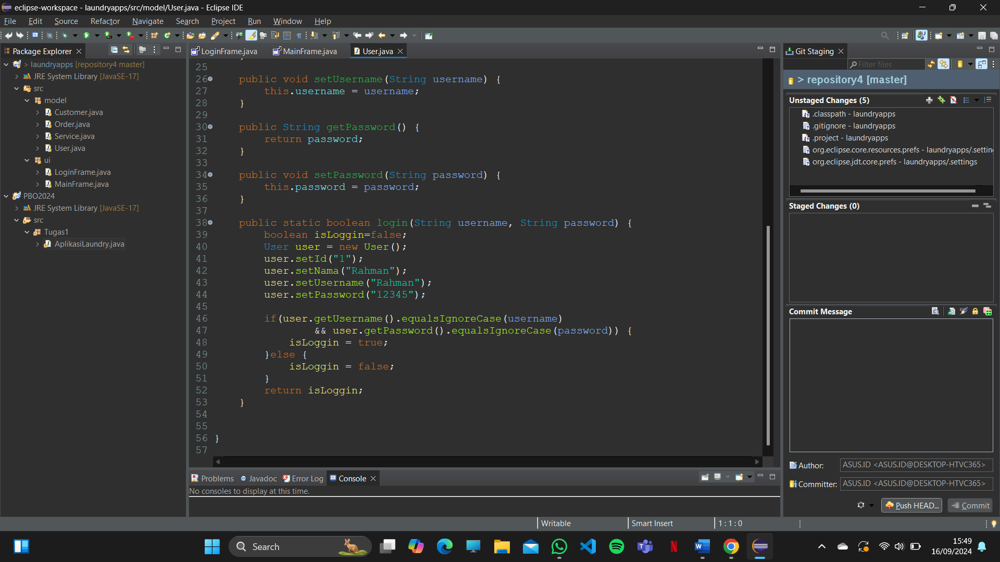 eclipse-workspace - laundryapps/src/model/User.java - Eclipse IDE
File Edit Source Refactor Navigate Search Project Run Window Help
Package Explorer
> laundryapps [repository4 master]
JRE System Library [JavaSE-17]
src
model
Customer.java
Order.java
Service.java
User.java
ui
LoginFrame.java
MainFrame.java
PBO2024
JRE System Library [JavaSE-17]
src
Tugas1
AplikasiLaundry.java
LoginFrame.java MainFrame.java User.java
25
26 public void setUsername(String username) {
27 this.username = username;
28 }
29
30 public String getPassword() {
31 return password;
32 }
33
34 public void setPassword(String password) {
35 this.password = password;
36 }
37
38 public static boolean login(String username, String password) {
39 boolean isLoggin=false;
40 User user = new User();
41 user.setId("1");
42 user.setNama("Rahman");
43 user.setUsername("Rahman");
44 user.setPassword("12345");
45
46 if(user.getUsername().equalsIgnoreCase(username)
47 && user.getPassword().equalsIgnoreCase(password)) {
48 isLoggin = true;
49 }else {
50 isLoggin = false;
51 }
52 return isLoggin;
53 }
54
55
56 }
57
Problems Javadoc Error Log Console
No consoles to display at this time.
Git Staging
Filter files
> repository4 [master]
Unstaged Changes (5)
.classpath - laundryapps
.gitignore - laundryapps
.project - laundryapps
org.eclipse.core.resources.prefs - laundryapps/.settin
org.eclipse.jdt.core.prefs - laundryapps/.settings
Staged Changes (0)
Commit Message
Author: ASUS.ID <ASUS.ID@DESKTOP-HTVC365>
Committer: ASUS.ID <ASUS.ID@DESKTOP-HTVC365>
Push HEAD... Commit
Writable Smart Insert 1 : 1 : 0
Search
15:49
16/09/2024